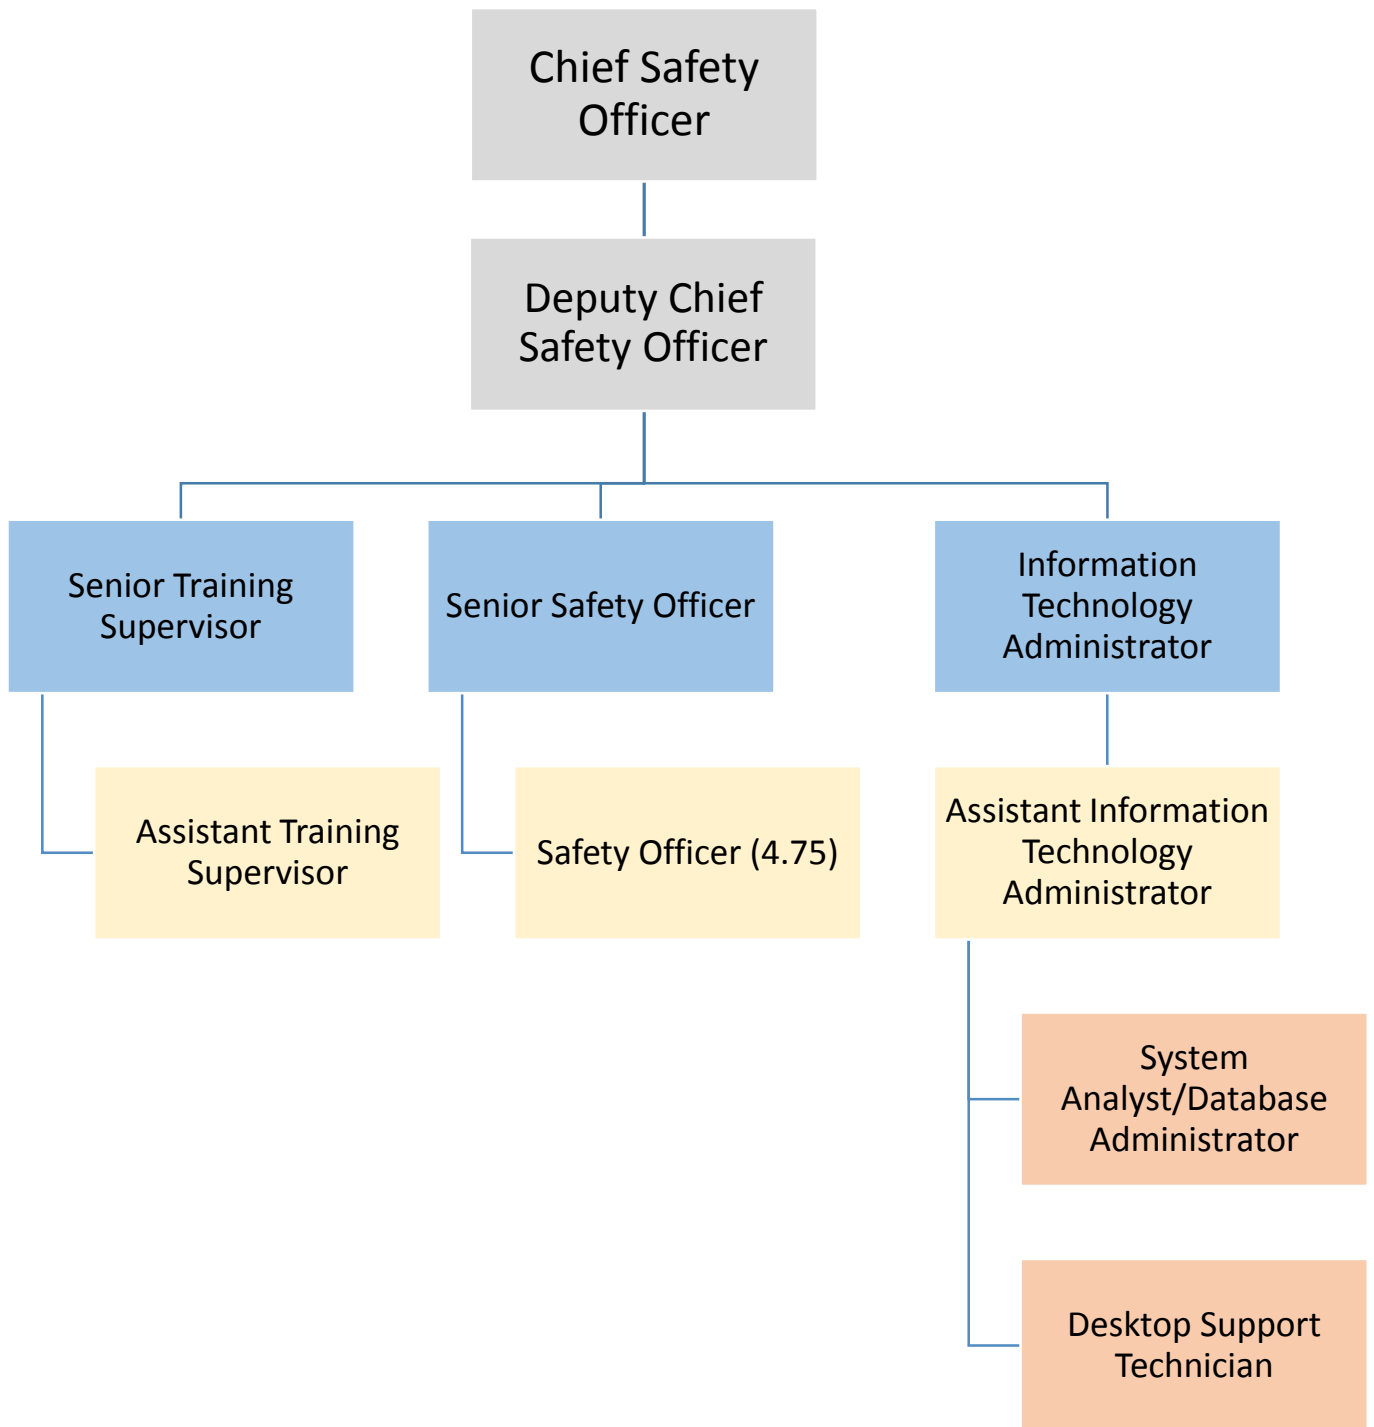 Chief Safety
Officer
Deputy Chief
Safety Officer
Senior Training
Supervisor
Senior Safety Officer
Information
Technology
Administrator
Assistant Training
Supervisor
Safety Officer (4.75)
Assistant Information
Technology
Administrator
System
Analyst/Database
Administrator
Desktop Support
Technician